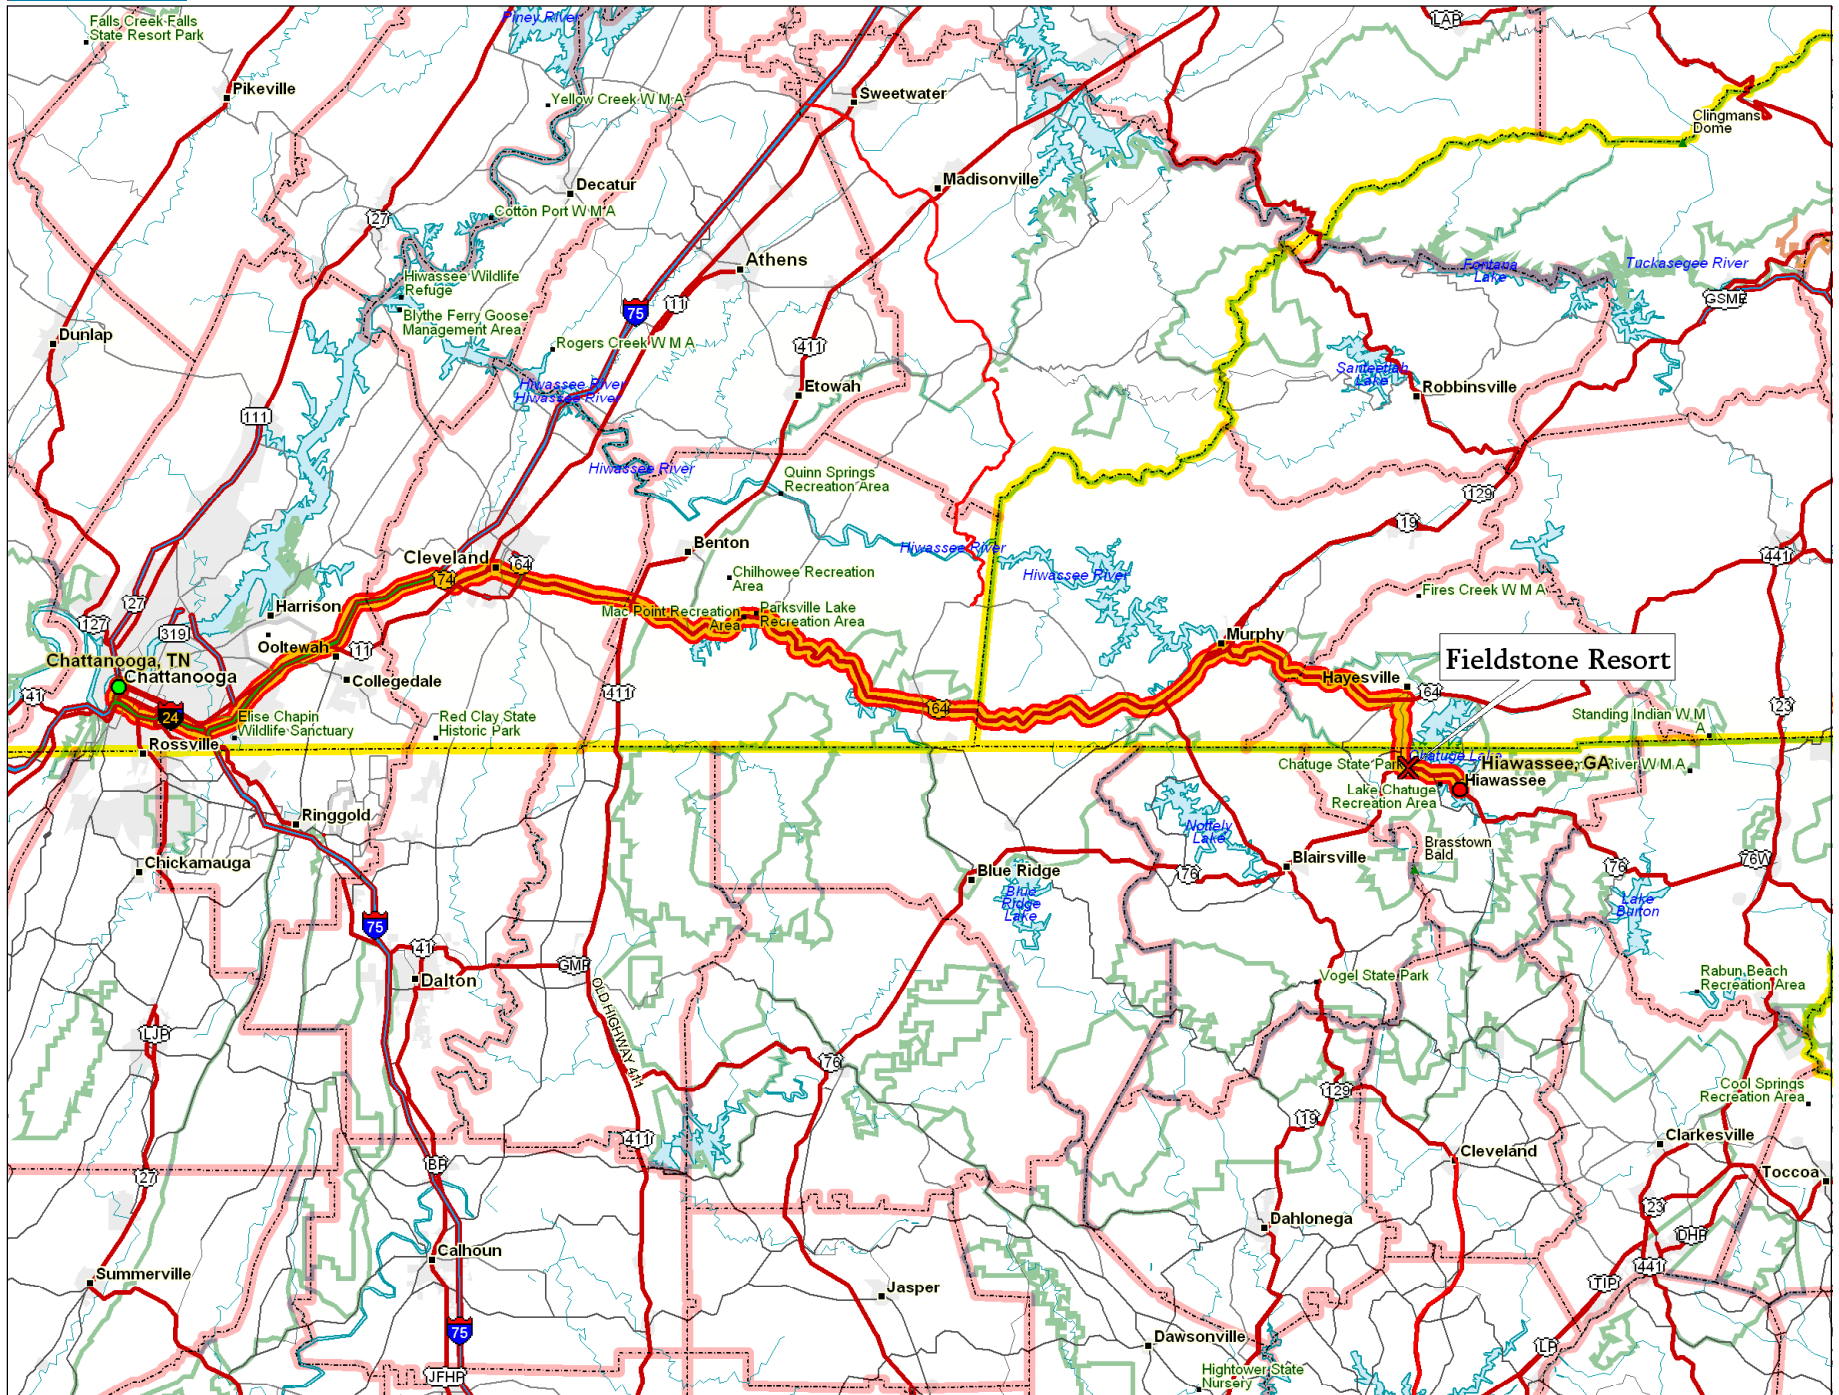 Falls Creek Falls
State Resort Park
Piney River
LAP
Pikeville
Yellow Creek W M A
Sweetwater
Clingmans
Dome
Decatur
Madisonville
Cotton Port W M A
27
Athens
Hiwassee Wildlife
Refuge
Fontana
Lake
Tuckasegee River
GSME
75
11
Blythe Ferry Goose
Management Area
Dunlap
Rogers Creek W M A
411
Santeetlah
Lake
Robbinsville
Hiwassee River
Hiwassee River
Etowah
111
Hiwassee River
Quinn Springs
Recreation Area
129
19
441
Benton
Hiwassee River
Hiwassee River
Cleveland
64
74
Chilhowee Recreation
Area
Fires Creek W M A
27
Harrison
127
319
Mac Point Recreation
Area
Parksville Lake
Recreation Area
Murphy
Ooltewah
11
Chattanooga, TN
Chattanooga
Collegedale
Fieldstone Resort
Hayesville
64
41
411
64
23
24
Elise Chapin
Wildlife Sanctuary
Red Clay State
Historic Park
Standing Indian W M
A
Rossville
Chatuge Lake
Chatuge State Park
Hiawassee, GA
River W M A
Hiawassee
Lake Chatuge
Recreation Area
Ringgold
Nottely
Lake
Chickamauga
Brasstown
Bald
Blairsville
76
76W
Blue Ridge
76
Blue
Ridge
Lake
Lake
Burton
75
41
GMP
Dalton
Vogel State Park
Rabun Beach
Recreation Area
OLD HIGHWAY 411
LJP
76
129
Cool Springs
Recreation Area
19
411
Clarkesville
Cleveland
BP
27
Toccoa
23
Dahlonega
DHP
Calhoun
441
Summerville
TIP
Jasper
75
Dawsonville
LP
JFHP
Hightower State
Nursery